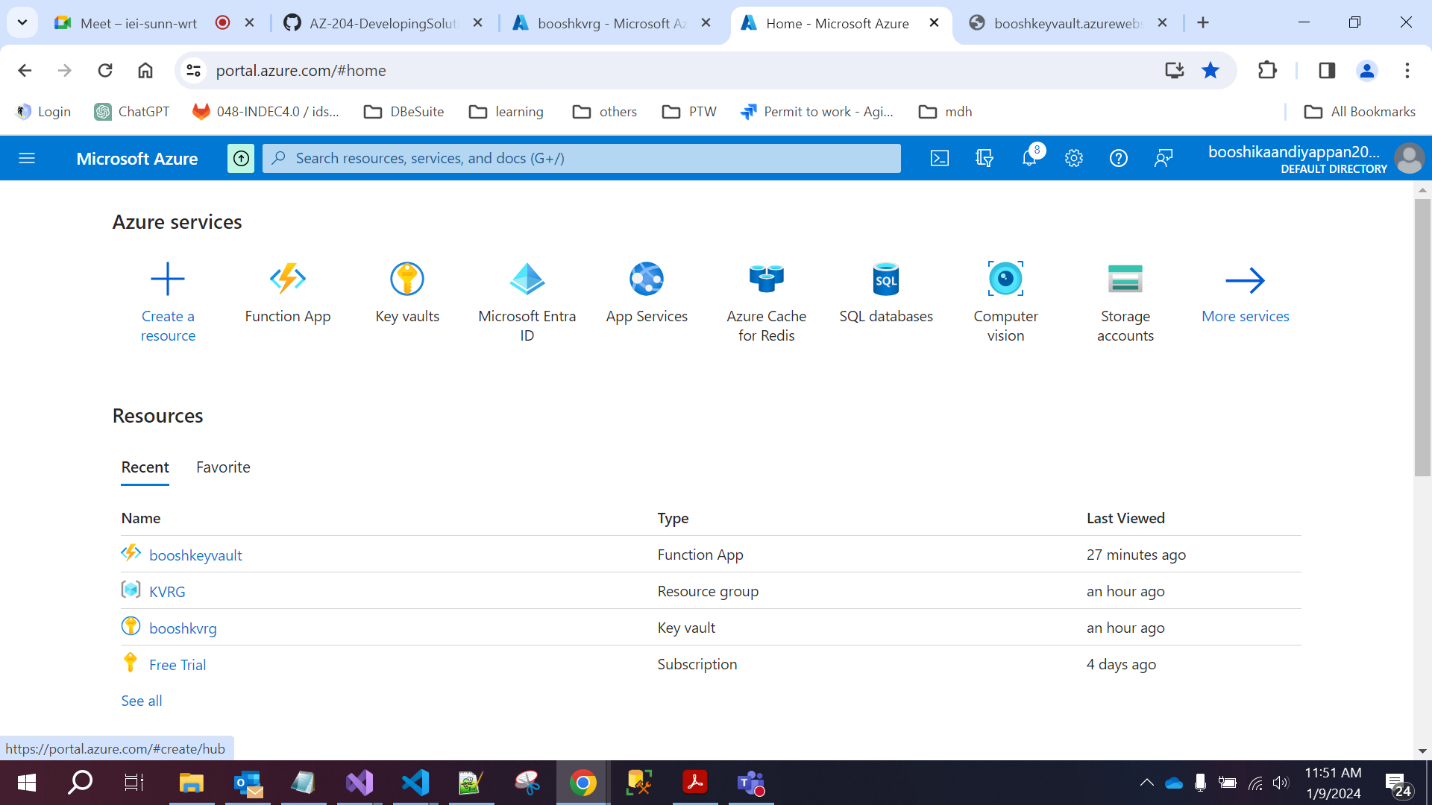 Meet – iei-sunn-wrt
AZ-204-DevelopingSoluti
booshkvrg - Microsoft Az
Home - Microsoft Azure
booshkeyvault.azurewebs
portal.azure.com/#home
Login
ChatGPT
048-INDEC4.0 / ids...
DBeSuite
learning
others
PTW
Permit to work - Agi...
mdh
All Bookmarks
Microsoft Azure
Search resources, services, and docs (G+/)
8
booshikaandiyappan20...
DEFAULT DIRECTORY
Azure services
Create a
resource
Function App
Key vaults
Microsoft Entra
ID
App Services
Azure Cache
for Redis
SQL
SQL databases
Computer
vision
Storage
accounts
More services
Resources
Recent
Favorite
Name Type Last Viewed
booshkeyvault Function App 27 minutes ago
KVRG Resource group an hour ago
booshkvrg Key vault an hour ago
Free Trial Subscription 4 days ago
See all
https://portal.azure.com/#create/hub
11:51 AM
1/9/2024
24